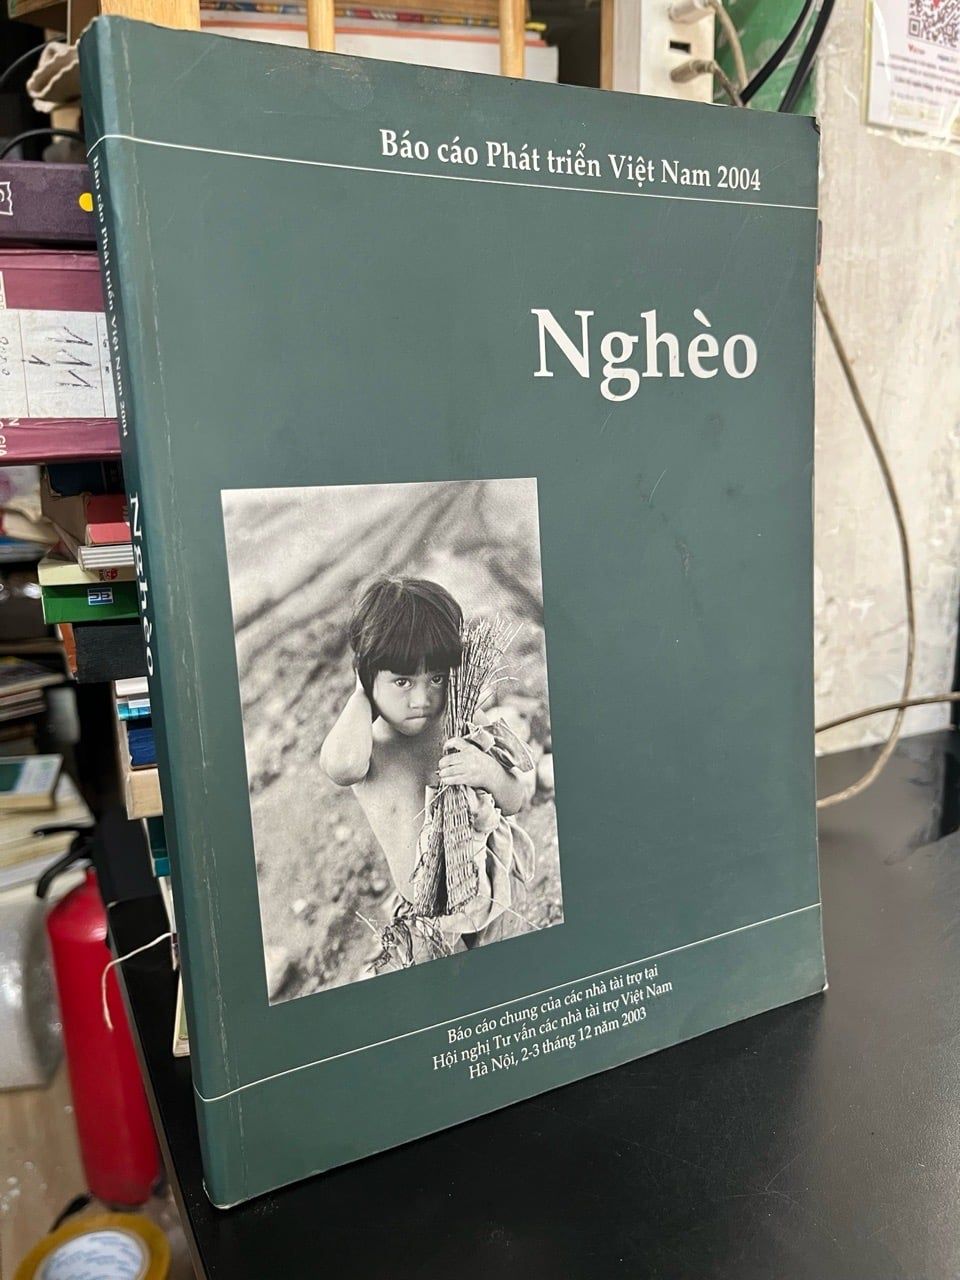 Báo cáo Phát triển Việt Nam 2004
Nghèo
Báo cáo chung của các nhà tài trợ tại
Hội nghị Tư vấn các nhà tài trợ Việt Nam
Hà Nội, 2-3 tháng 12 năm 2003
Báo cáo Phát triển Việt Nam 2004
Nghèo